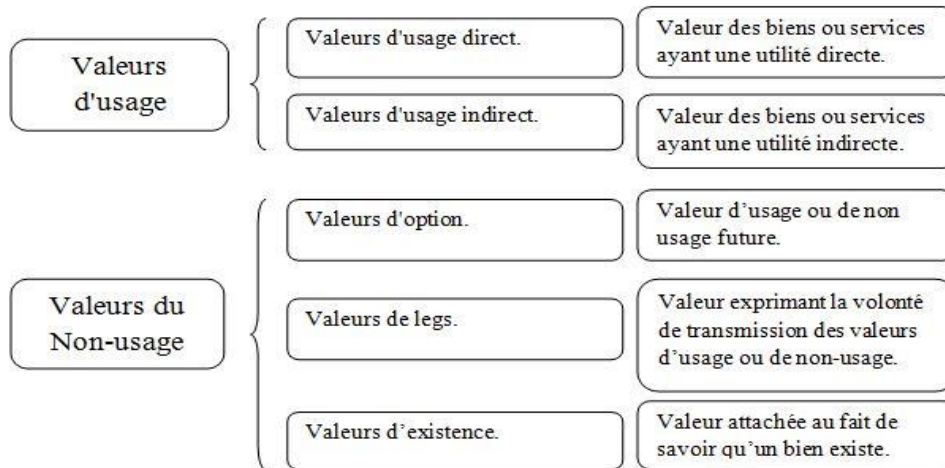 Valeurs
d'usage
Valeurs d'usage direct.
Valeur des biens ou services
ayant une utilité directe.
Valeurs d'usage indirect.
Valeur des biens ou services
ayant une utilité indirecte.
Valeurs du
Non-usage
Valeurs d'option.
Valeur d’usage ou de non
usage future.
Valeurs de legs.
Valeur exprimant la volonté
de transmission des valeurs
d’usage ou de non-usage.
Valeurs d’existence.
Valeur attachée au fait de
savoir qu’un bien existe.